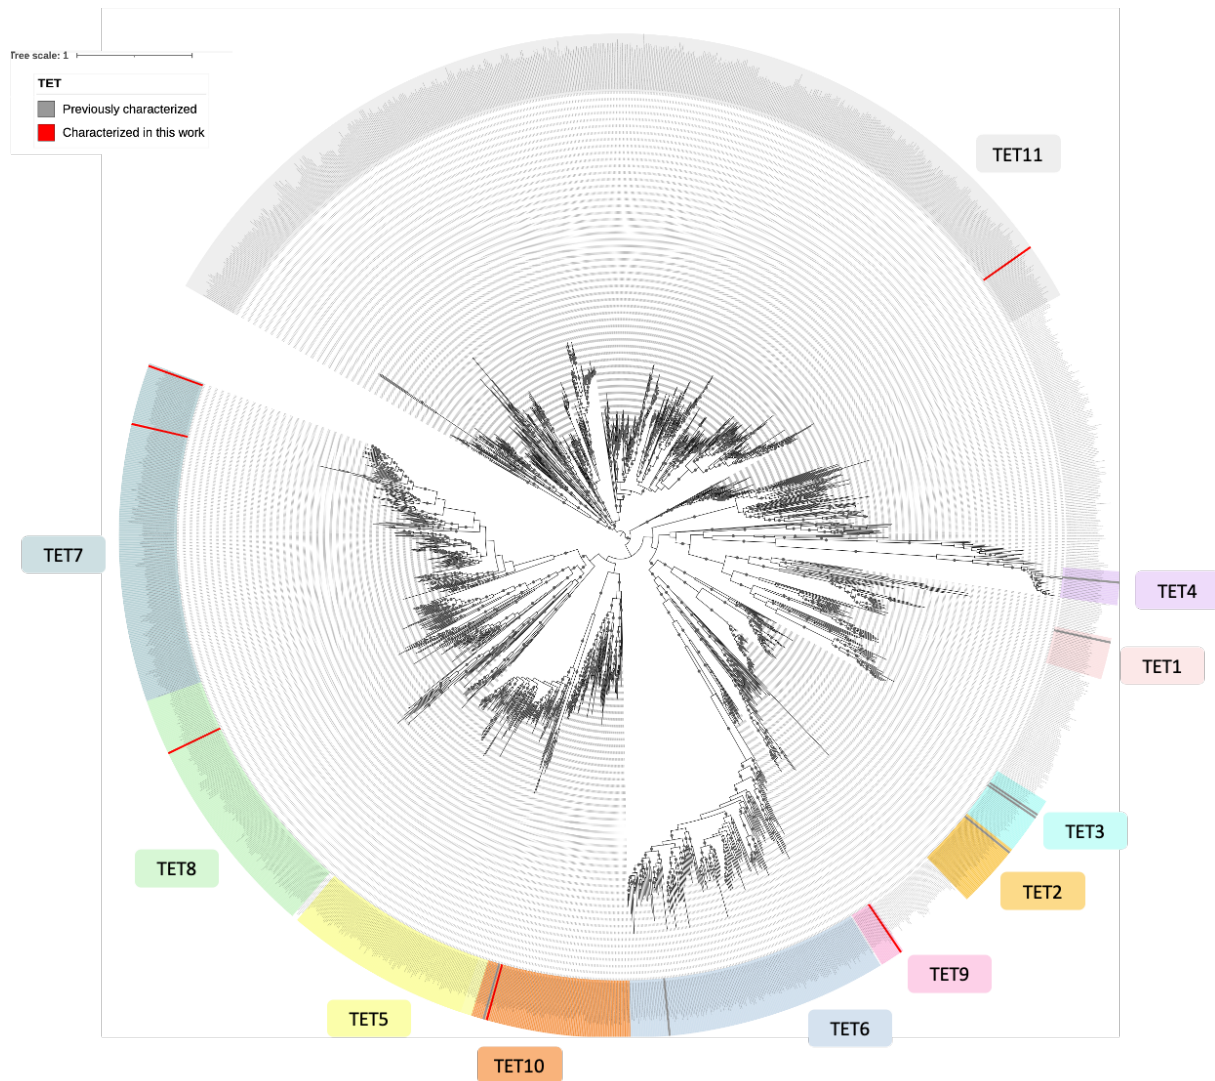 Tree scale: 1
TET
Previously characterized
Characterized in this work
TET11
TET7
TET4
TET1
TET3
TET8
TET2
TET9
TET5
TET6
TET10